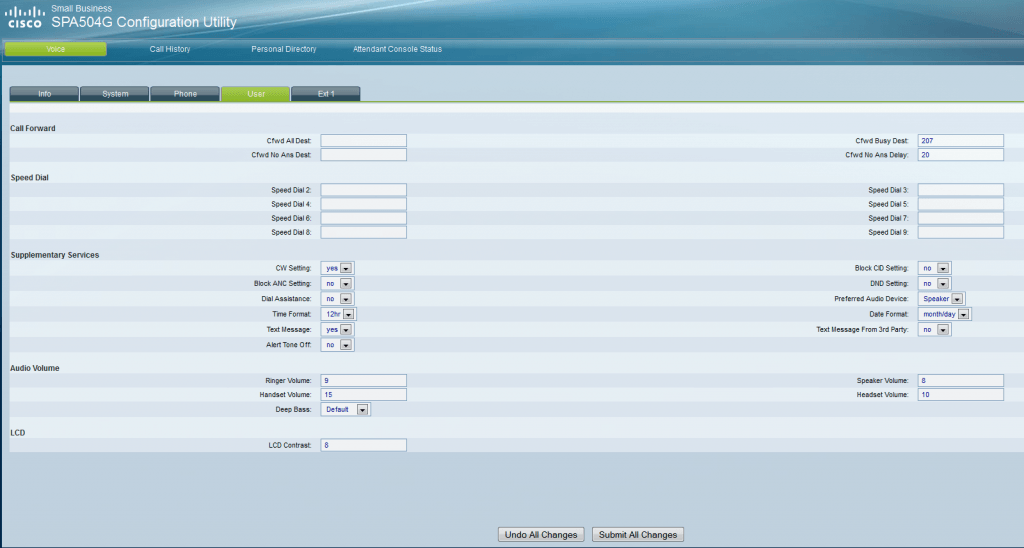 Small Business
cisco SPA504G Configuration Utility
Voice Call History Personal Directory Attendant Console Status
Info System Phone User Ext 1
Call Forward
Cfwd All Dest: Cfwd Busy Dest: 207
Cfwd No Ans Dest: Cfwd No Ans Delay: 20
Speed Dial
Speed Dial 2: Speed Dial 3:
Speed Dial 4: Speed Dial 5:
Speed Dial 6: Speed Dial 7:
Speed Dial 8: Speed Dial 9:
Supplementary Services
CW Setting: yes Block CID Setting: no
Block ANC Setting: no DND Setting: no
Dial Assistance: no Preferred Audio Device: Speaker
Time Format: 12hr Date Format: month/day
Text Message: yes Text Message From 3rd Party: no
Alert Tone Off: no
Audio Volume
Ringer Volume: 9 Speaker Volume: 8
Handset Volume: 15 Headset Volume: 10
Deep Bass: Default
LCD
LCD Contrast: 8
Undo All Changes Submit All Changes